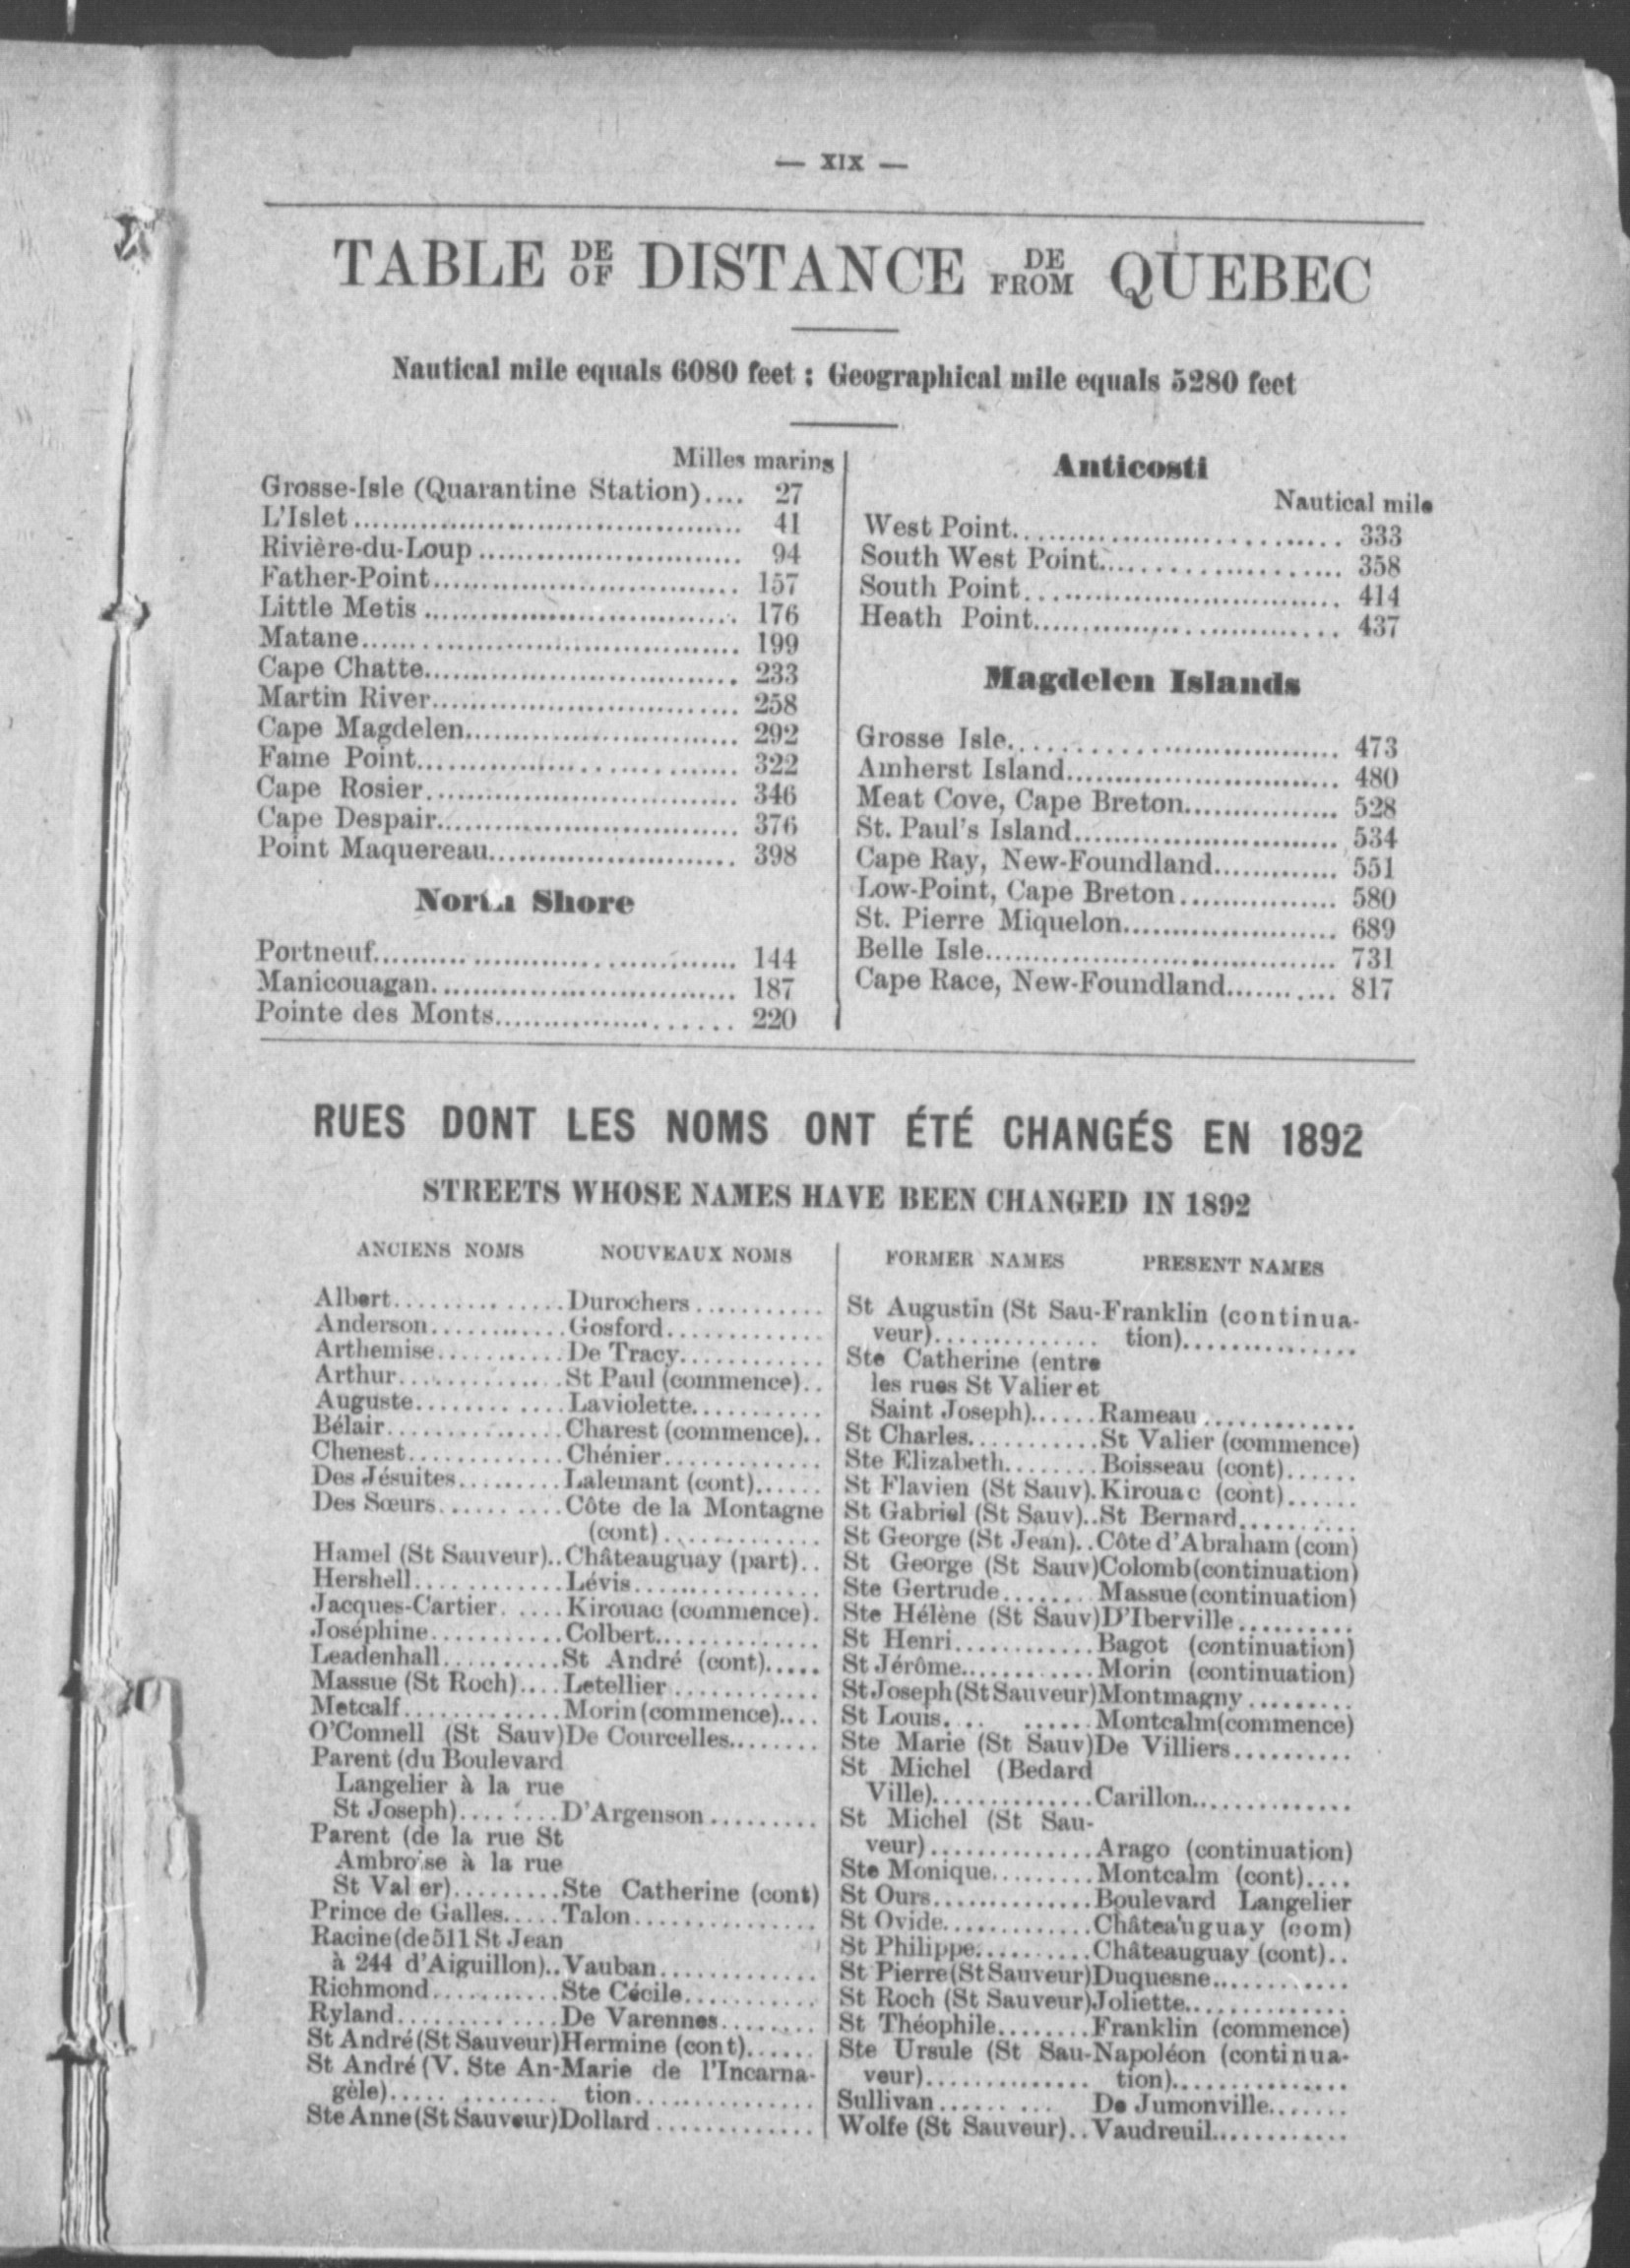 — XIX —
TABLE DE OF DISTANCE DE FROM QUEBEC
Nautical mile equals 6080 feet ; Geographical mile equals 5280 feet
Milles marins
Grosse-Isle (Quarantine Station).... 27
L'Islet.... 41
Rivière-du-Loup.... 94
Father-Point.... 157
Little Metis.... 176
Matane.... 199
Cape Chatte.... 233
Martin River.... 258
Cape Magdelen.... 292
Fame Point.... 322
Cape Rosier.... 346
Cape Despair.... 376
Point Maquereau.... 398
North Shore
Portneuf.... 144
Manicouagan.... 187
Pointe des Monts.... 220
Anticosti
Nautical mile
West Point.... 333
South West Point.... 358
South Point.... 414
Heath Point.... 437
Magdelen Islands
Grosse Isle.... 473
Amherst Island.... 480
Meat Cove, Cape Breton.... 528
St. Paul's Island.... 534
Cape Ray, New-Foundland.... 551
Low-Point, Cape Breton.... 580
St. Pierre Miquelon.... 689
Belle Isle.... 731
Cape Race, New-Foundland.... 817
RUES DONT LES NOMS ONT ÉTÉ CHANGÉS EN 1892
STREETS WHOSE NAMES HAVE BEEN CHANGED IN 1892
ANCIENS NOMS NOUVEAUX NOMS
Albert.... Durochers....
Anderson.... Gosford....
Arthemise.... De Tracy....
Arthur.... St Paul (commence)..
Auguste.... Laviolette....
Bélair.... Charest (commence)..
Chenest.... Chénier....
Des Jésuites.... Lalemant (cont)....
Des Sœurs.... Côte de la Montagne
(cont)....
Hamel (St Sauveur).. Châteauguay (part)..
Hershell.... Lévis....
Jacques-Cartier.... Kirouac (commence).
Joséphine.... Colbert....
Leadenhall.... St André (cont)....
Massue (St Roch).... Letellier....
Metcalf.... Morin (commence)....
O'Connell (St Sauv) De Courcelles....
Parent (du Boulevard
Langelier à la rue
St Joseph).... D'Argenson....
Parent (de la rue St
Ambroise à la rue
St Val er).... Ste Catherine (cont)
Prince de Galles.... Talon....
Racine (de 511 St Jean
à 244 d'Aiguillon).. Vauban....
Richmond.... Ste Cécile....
Ryland.... De Varennes....
St André (St Sauveur) Hermine (cont)....
St André (V. Ste An- Marie de l'Incarna-
gèle).... tion....
Ste Anne (St Sauveur) Dollard....
FORMER NAMES PRESENT NAMES
St Augustin (St Sau- Franklin (continua-
veur).... tion)....
Ste Catherine (entre
les rues St Valier et
Saint Joseph).... Rameau....
St Charles.... St Valier (commence)
Ste Elizabeth.... Boisseau (cont)....
St Flavien (St Sauv). Kirouac (cont)....
St Gabriel (St Sauv).. St Bernard....
St George (St Jean).. Côte d'Abraham (com)
St George (St Sauv) Colomb (continuation)
Ste Gertrude.... Massue (continuation)
Ste Hélène (St Sauv) D'Iberville....
St Henri.... Bagot (continuation)
St Jérôme.... Morin (continuation)
St Joseph (St Sauveur) Montmagny....
St Louis.... Montcalm (commence)
Ste Marie (St Sauv) De Villiers....
St Michel (Bedard
Ville).... Carillon....
St Michel (St Sau-
veur).... Arago (continuation)
Ste Monique.... Montcalm (cont)....
St Ours.... Boulevard Langelier
St Ovide.... Châteauguay (com)
St Philippe.... Châteauguay (cont)..
St Pierre (St Sauveur) Duquesne....
St Roch (St Sauveur) Joliette....
St Théophile.... Franklin (commence)
Ste Ursule (St Sau- Napoléon (continua-
veur).... tion)....
Sullivan.... De Jumonville....
Wolfe (St Sauveur).. Vaudreuil....